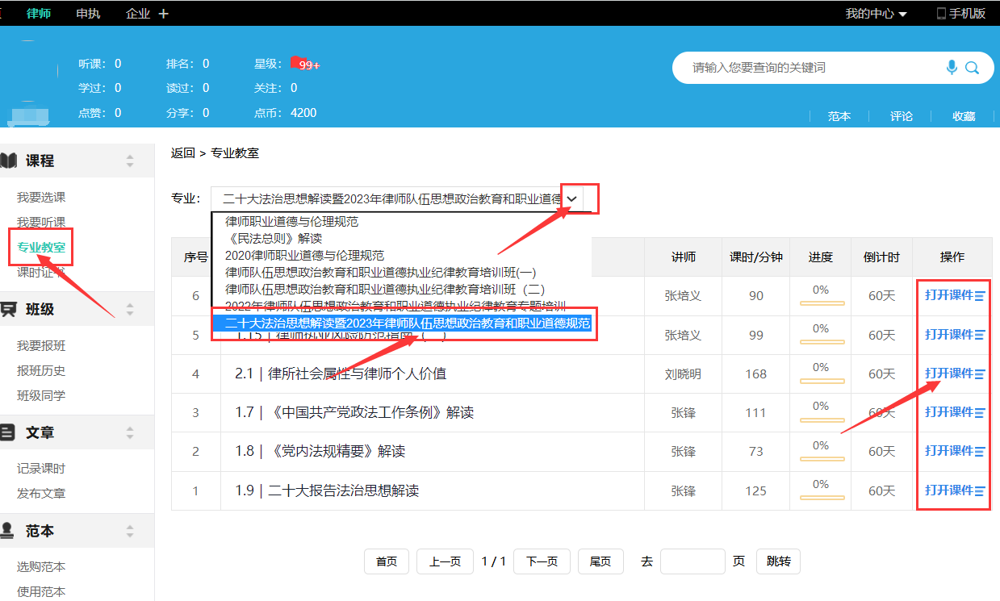 律师 申执 企业 +
我的中心 手机版
听课: 0 排名: 0 星级: 99+
请输入您要查询的关键词
学过: 0 读过: 0 关注: 0
点赞: 0 分享: 0 点币: 4200
范本 评论 收藏
课程
我要选课
我要听课
专业教室
课时证书
班级
我要报班
报班历史
班级同学
文章
记录课时
发布文章
范本
选购范本
使用范本
返回 > 专业教室
专业: 二十大法治思想解读暨2023年律师队伍思想政治教育和职业道德
律师职业道德与伦理规范
《民法总则》解读
2020律师职业道德与伦理规范
律师队伍思想政治教育和职业道德执业纪律教育培训班(一)
律师队伍思想政治教育和职业道德执业纪律教育培训班（二）
2022年律师队伍思想政治教育和职业道德执业纪律教育专题培训
二十大法治思想解读暨2023年律师队伍思想政治教育和职业道德规范
序号 讲师 课时/分钟 进度 倒计时 操作
6 张培义 90 0% 60天 打开课件
5 1.15 | 律师执业风险防范指南 张培义 99 0% 60天 打开课件
4 2.1 | 律所社会属性与律师个人价值 刘晓明 168 0% 60天 打开课件
3 1.7 | 《中国共产党政法工作条例》解读 张锋 111 0% 60天 打开课件
2 1.8 | 《党内法规精要》解读 张锋 73 0% 60天 打开课件
1 1.9 | 二十大报告法治思想解读 张锋 125 0% 60天 打开课件
首页 上一页 1 / 1 下一页 尾页 去 页 跳转